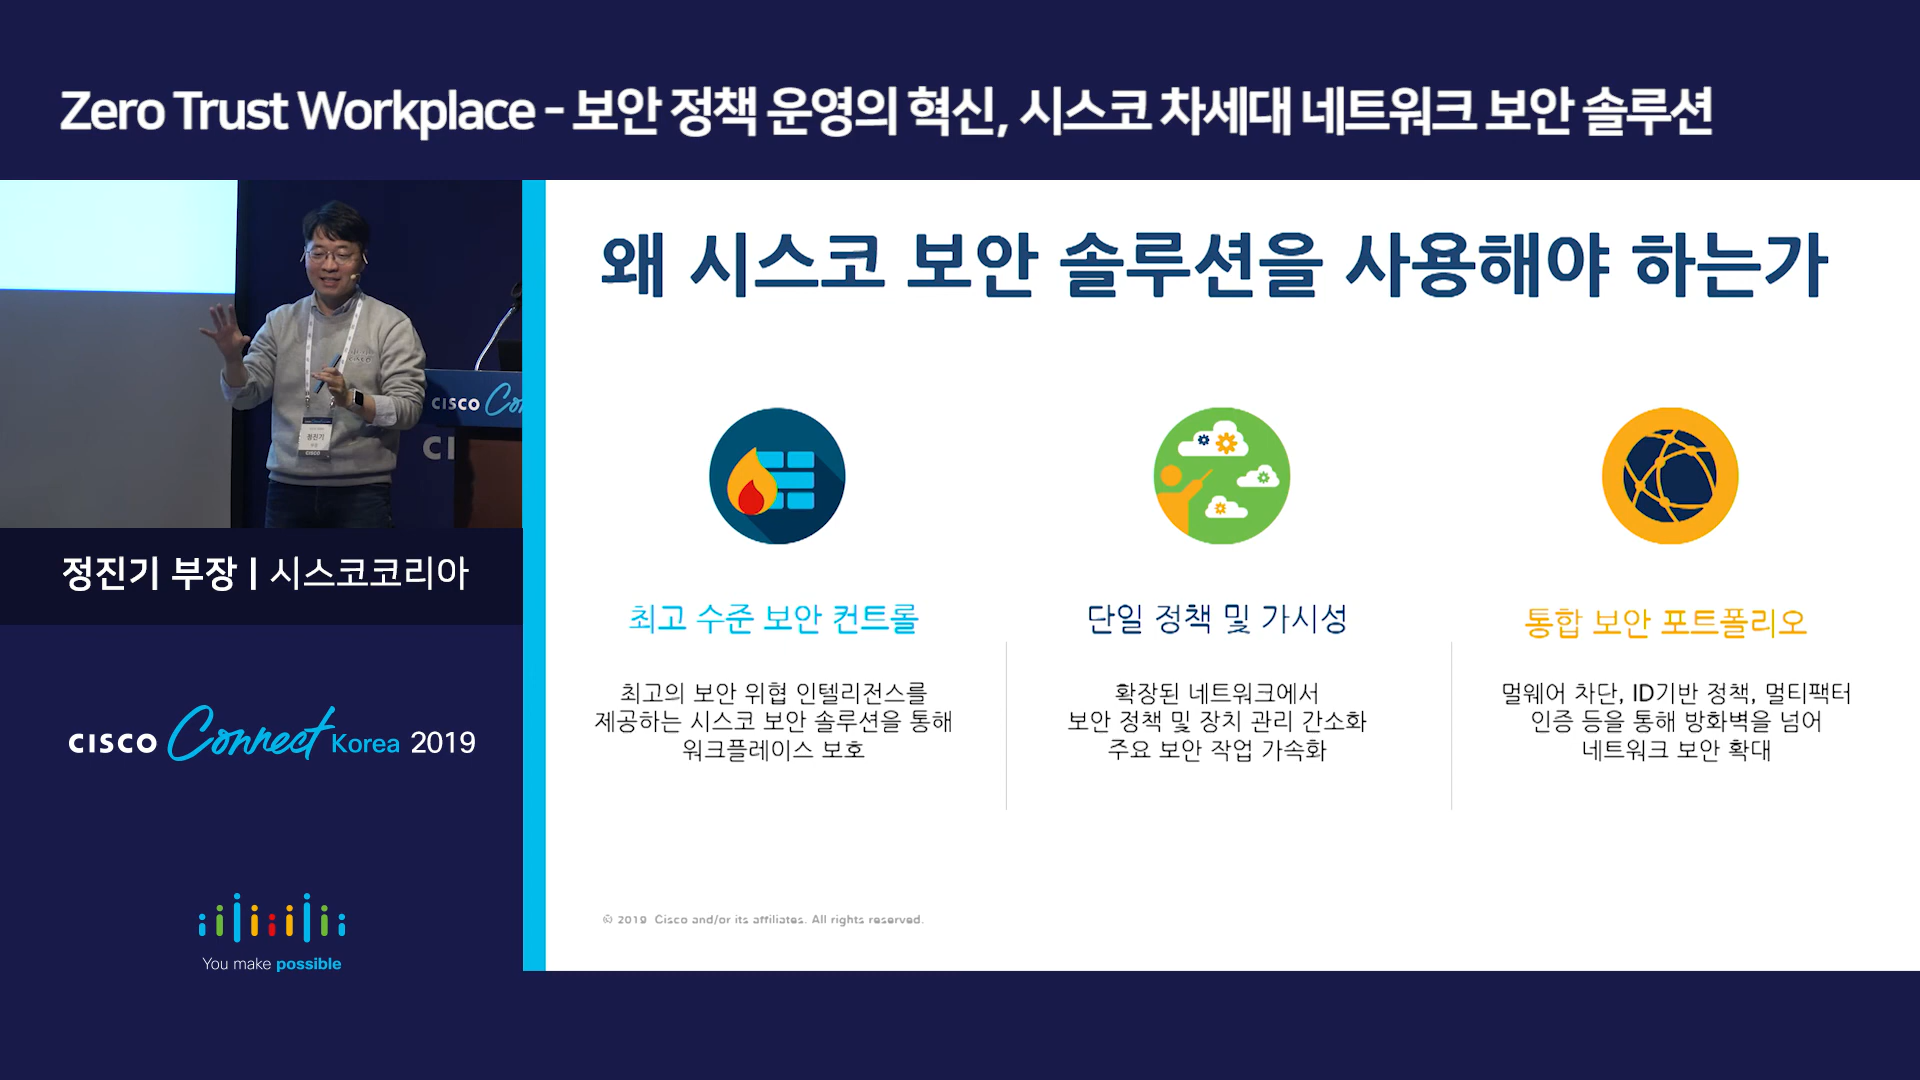 Zero Trust Workplace - 보안 정책 운영의 혁신, 시스코 차세대 네트워크 보안 솔루션
왜 시스코 보안 솔루션을 사용해야 하는가
최고 수준 보안 컨트롤
최고의 보안 위협 인텔리전스를
제공하는 시스코 보안 솔루션을 통해
워크플레이스 보호
단일 정책 및 가시성
확장된 네트워크에서
보안 정책 및 장치 관리 간소화
주요 보안 작업 가속화
통합 보안 포트폴리오
멀웨어 차단, ID기반 정책, 멀티팩터
인증 등을 통해 방화벽을 넘어
네트워크 보안 확대
© 2019 Cisco and/or its affiliates. All rights reserved.
CISCO Co
CI
정진기
CISCO
정진기 부장 | 시스코코리아
CISCO Connect Korea 2019
You make possible